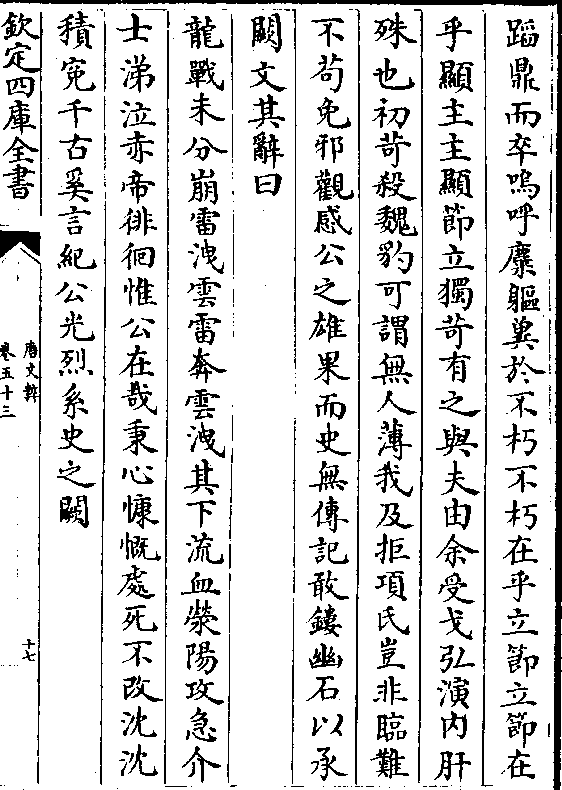 蹈鼎而卒嗚呼麋軀冀於不朽不朽在乎立節立節在
乎顯主主顯節立獨苛有之與夫由余受戈弘演内肝
殊也初苛殺魏豹可謂無人薄我及拒項氏豈非臨難
不苟免邪觀感公之雄果而史無傳記敢鏤幽石以承
闕文其辭曰
龍戰未分崩雷洩雲雷奔雲洩其下流血滎陽攻急介
士涕泣赤帝徘徊惟公在哉秉心慷慨處死不改沈沈
積寃千古奚言紀公光烈系史之闕
欽定四庫全書
唐文粹
卷五十三
十七